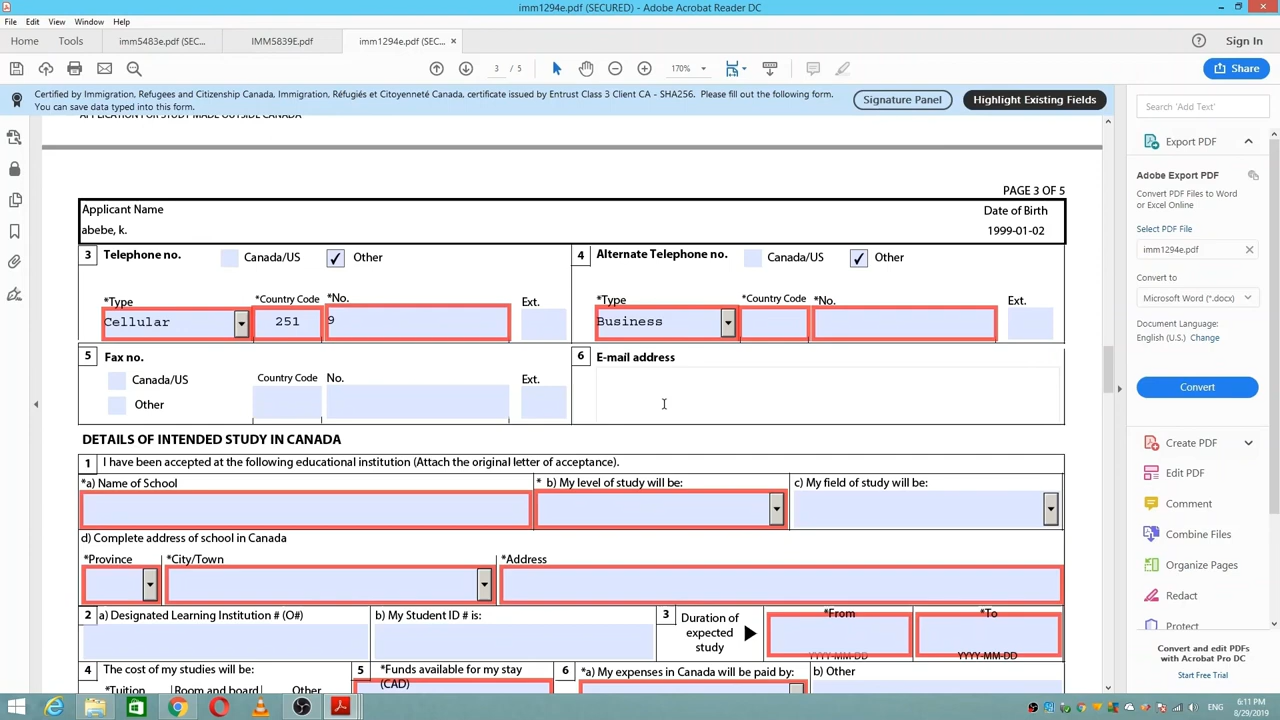 imm1294e.pdf (SECURED) - Adobe Acrobat Reader DC
File Edit View Window Help
Home Tools imm5483e.pdf (SEC... IMM5839E.pdf imm1294e.pdf (SEC... × Sign In
3 / 5 170% Share
Certified by Immigration, Refugees and Citizenship Canada, Immigration, Réfugiés et Citoyenneté Canada, certificate issued by Entrust Class 3 Client CA - SHA256. Please fill out the following form.
You can save data typed into this form.
Signature Panel Highlight Existing Fields
APPLICATION FOR STUDY MADE OUTSIDE CANADA
PAGE 3 OF 5
Applicant Name Date of Birth
abebe, k. 1999-01-02
3 Telephone no. Canada/US ✓ Other
4 Alternate Telephone no. Canada/US ✓ Other
*Type *Country Code *No. Ext.
Cellular 251 9
*Type *Country Code *No. Ext.
Business
5 Fax no.
Canada/US Country Code No. Ext.
Other
6 E-mail address
DETAILS OF INTENDED STUDY IN CANADA
1 I have been accepted at the following educational institution (Attach the original letter of acceptance).
*a) Name of School * b) My level of study will be: c) My field of study will be:
d) Complete address of school in Canada
*Province *City/Town *Address
2 a) Designated Learning Institution # (O#) b) My Student ID # is:
3 Duration of
expected
study
*From *To
YYYY-MM-DD YYYY-MM-DD
4 The cost of my studies will be:
*Tuition Room and board Other
5 *Funds available for my stay
(CAD)
6 *a) My expenses in Canada will be paid by: b) Other
Search 'Add Text'
Export PDF
Adobe Export PDF
Convert PDF Files to Word
or Excel Online
Select PDF File
imm1294e.pdf
Convert to
Microsoft Word (*.docx)
Document Language:
English (U.S.) Change
Convert
Create PDF
Edit PDF
Comment
Combine Files
Organize Pages
Redact
Protect
Convert and edit PDFs
with Acrobat Pro DC
Start Free Trial
ENG
6:11 PM
8/29/2019